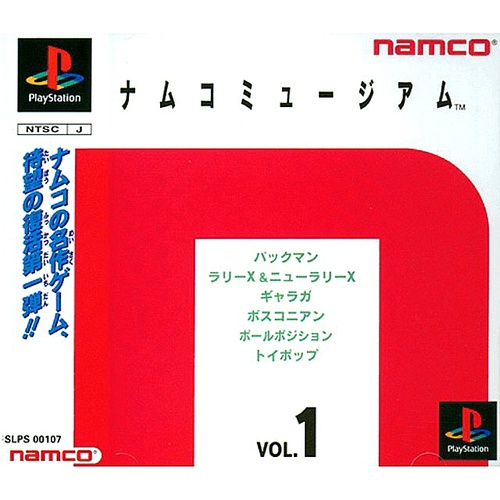 namco®
PlayStation
ナムコミュージアム™
NTSC J
ナムコの名作ゲーム、
待望の復活第一弾!!
パックマン
ラリーX&ニューラリーX
ギャラガ
ボスコニアン
ポールポジション
トイポップ
VOL.1
SLPS 00107
namco®
PlayStation